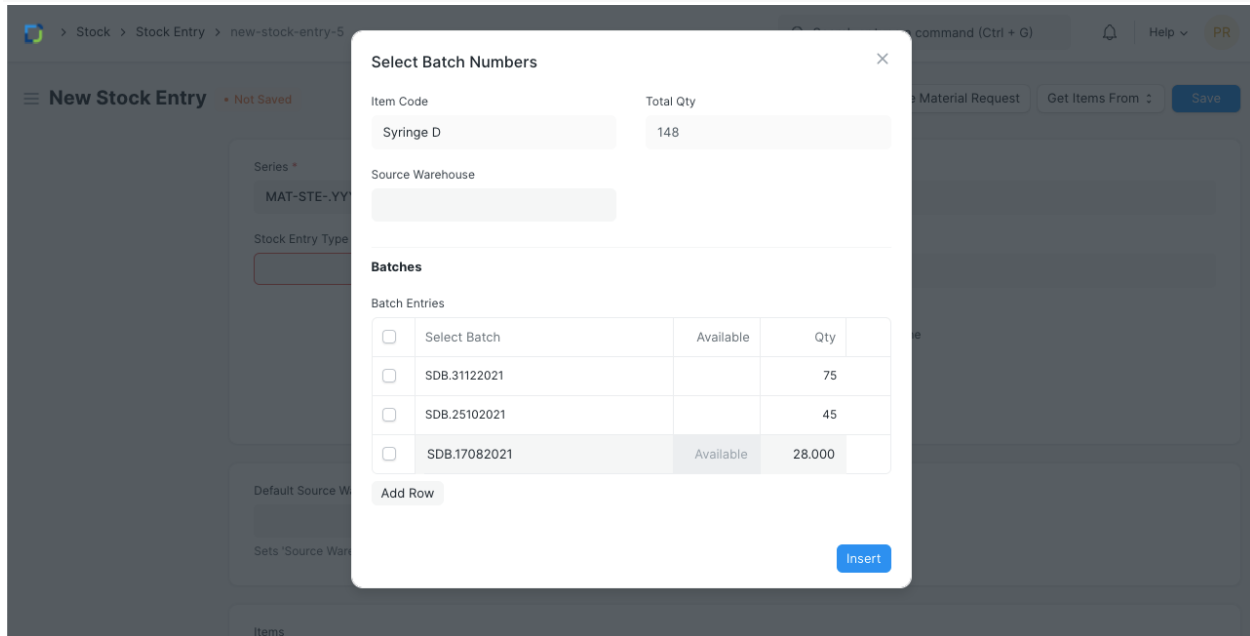 > Stock > Stock Entry > new-stock-entry-5
command (Ctrl + G)
Help
PR
New Stock Entry
• Not Saved
Material Request
Get Items From
Save
Series *
MAT-STE-.YY
Stock Entry Type
Default Source W
Sets 'Source Ware
Items
Select Batch Numbers
Item Code
Total Qty
Syringe D
148
Source Warehouse
Batches
Batch Entries
Select Batch Available Qty
SDB.31122021 75
SDB.25102021 45
SDB.17082021 Available 28.000
Add Row
Insert